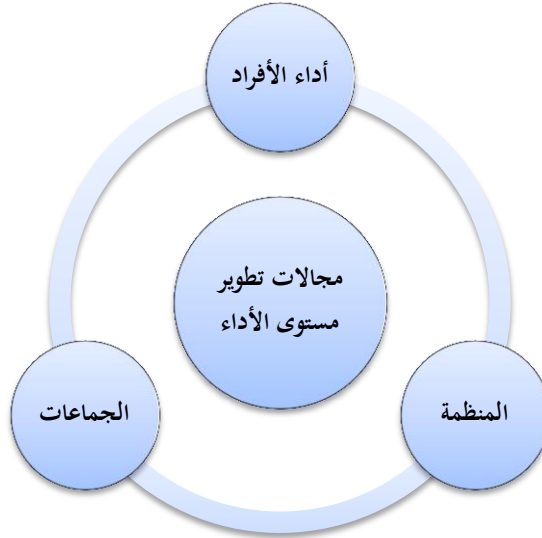 أداء الأفراد
مجالات تطوير
مستوى الأداء
المنظمة
الجماعات